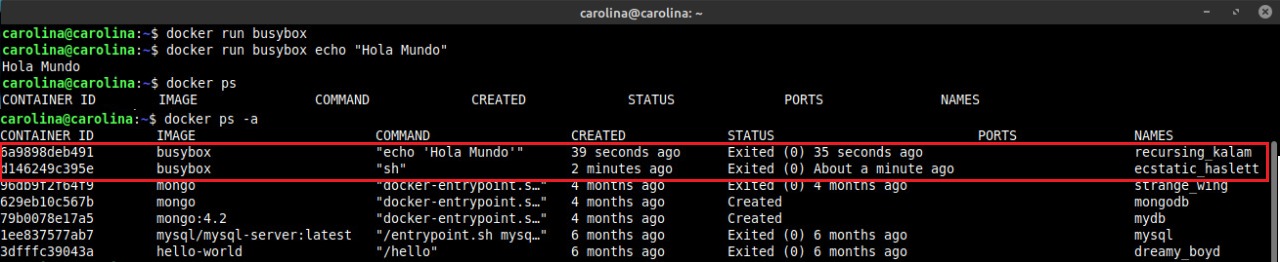 carolina@carolina: ~
carolina@carolina:~$ docker run busybox
carolina@carolina:~$ docker run busybox echo "Hola Mundo"
Hola Mundo
carolina@carolina:~$ docker ps
CONTAINER ID IMAGE COMMAND CREATED STATUS PORTS NAMES
carolina@carolina:~$ docker ps -a
CONTAINER ID IMAGE COMMAND CREATED STATUS PORTS NAMES
6a9898deb491 busybox "echo 'Hola Mundo'" 39 seconds ago Exited (0) 35 seconds ago recursing_kalam
d146249c395e busybox "sh" 2 minutes ago Exited (0) About a minute ago ecstatic_haslett
96db9f2f64f9 mongo "docker-entrypoint.s…" 4 months ago Exited (0) 4 months ago strange_wing
629eb10c567b mongo "docker-entrypoint.s…" 4 months ago Created mongodb
79b0078e17a5 mongo:4.2 "docker-entrypoint.s…" 4 months ago Created mydb
1ee837577ab7 mysql/mysql-server:latest "/entrypoint.sh mysq…" 6 months ago Exited (0) 6 months ago mysql
3dfffc39043a hello-world "/hello" 6 months ago Exited (0) 6 months ago dreamy_boyd